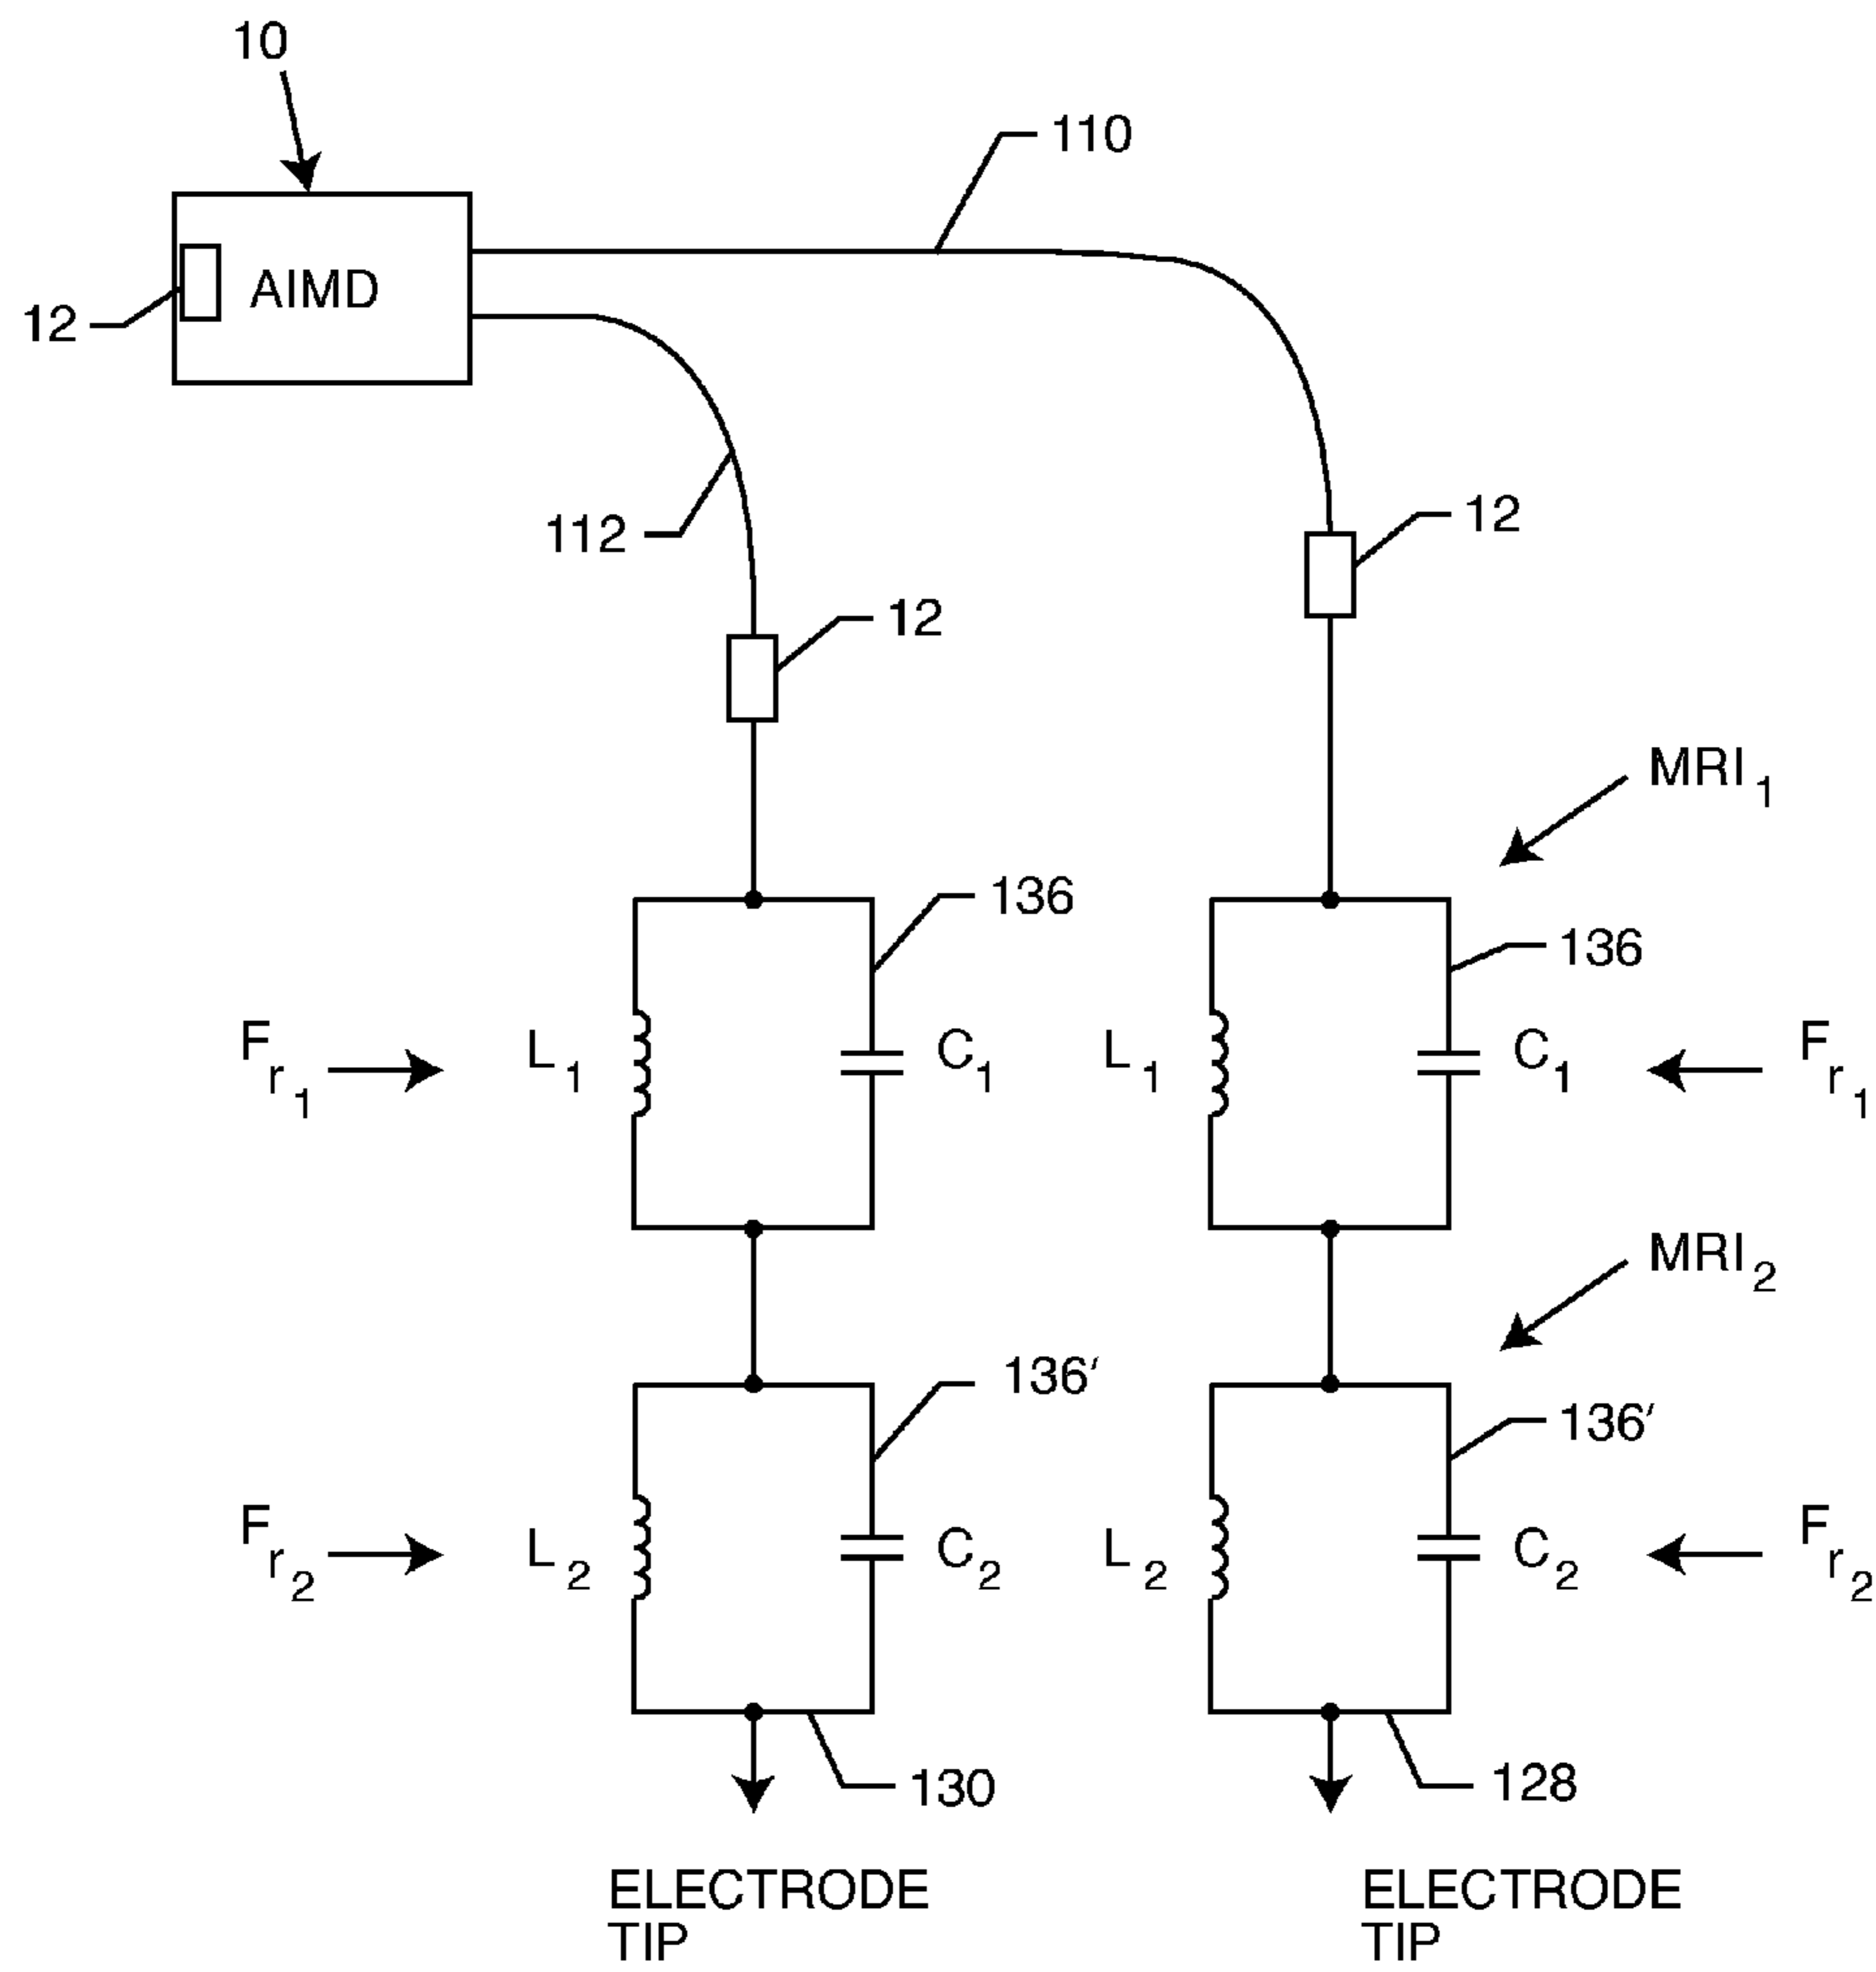 10
110
12
AIMD
112
12
12
MRI₁
136
136
Fr₁
L₁
C₁
L₁
C₁
Fr₁
MRI₂
136′
136′
Fr₂
L₂
C₂
L₂
C₂
Fr₂
130
128
ELECTRODE
TIP
ELECTRODE
TIP